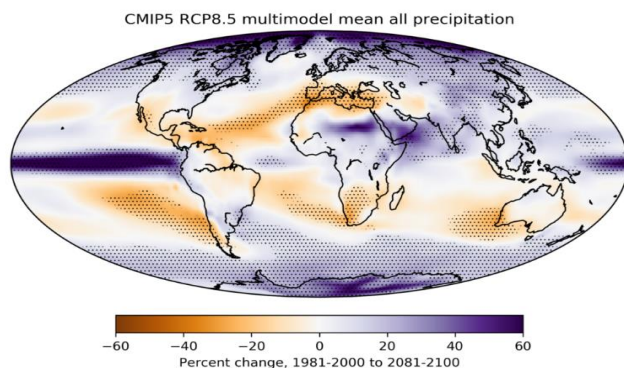 CMIP5 RCP8.5 multimodel mean all precipitation
−60 −40 −20 0 20 40 60
Percent change, 1981-2000 to 2081-2100